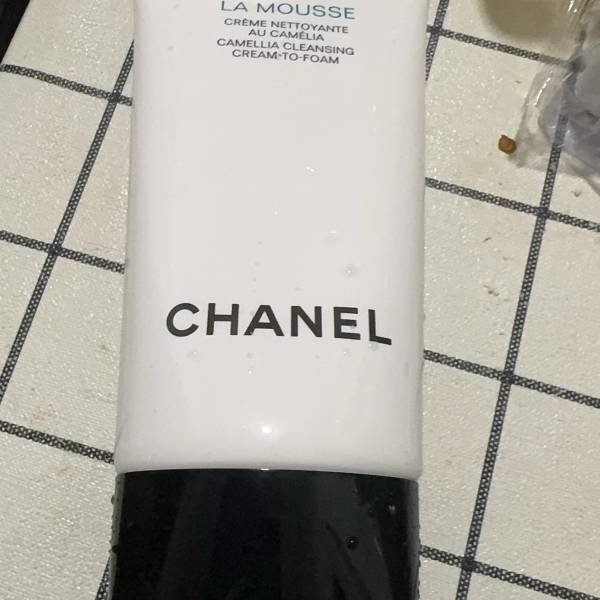 LA MOUSSE
CRÈME NETTOYANTE
AU CAMÉLIA
CAMELLIA CLEANSING
CREAM-TO-FOAM
CHANEL